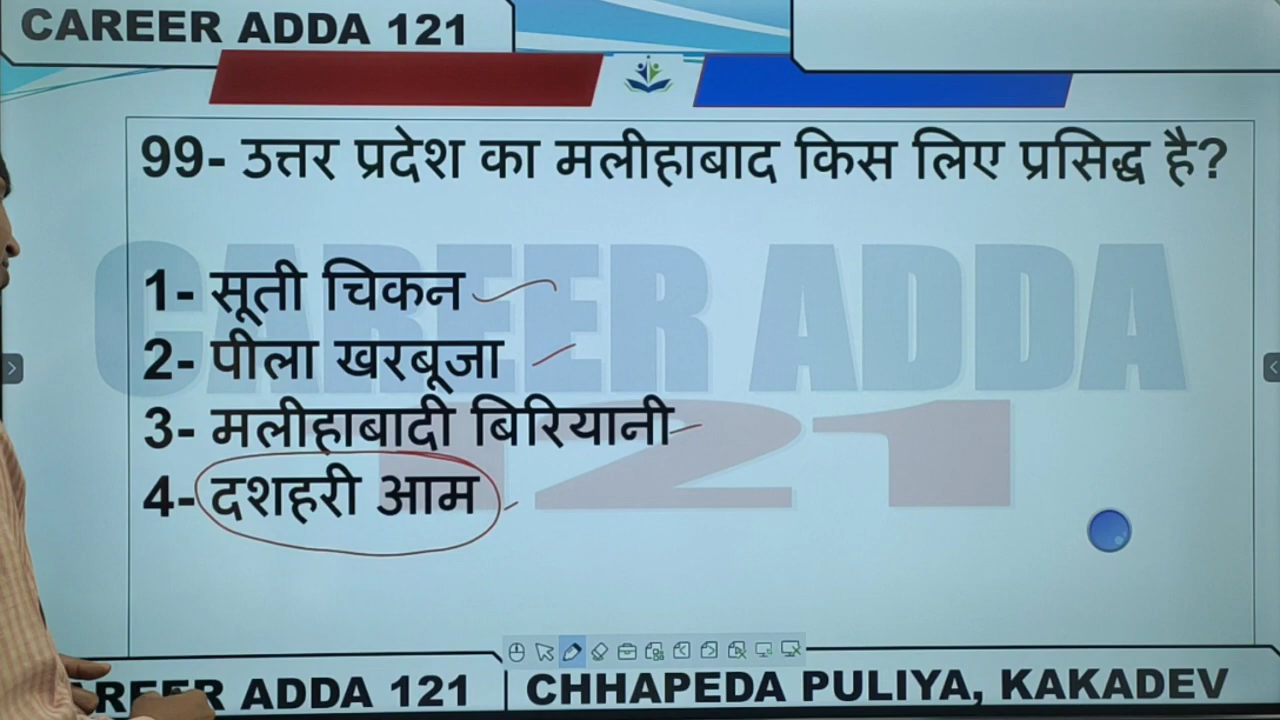 CAREER ADDA 121
99- उत्तर प्रदेश का मलीहाबाद किस लिए प्रसिद्ध है?
CAREER ADDA
121
1- सूती चिकन
2- पीला खरबूजा
3- मलीहाबादी बिरियानी
4- दशहरी आम
REER ADDA 121 CHHAPEDA PULIYA, KAKADEV